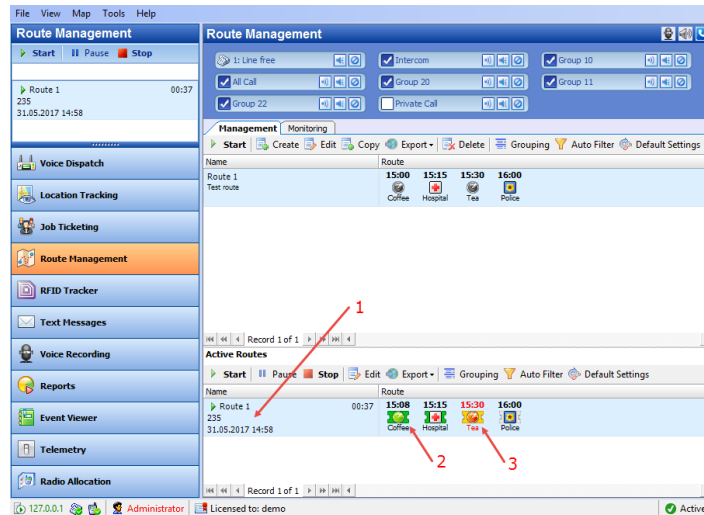 File View Map Tools Help
Route Management
Start Pause Stop
Route 1 00:37
235
31.05.2017 14:58
Voice Dispatch
Location Tracking
Job Ticketing
Route Management
RFID Tracker
Text Messages
Voice Recording
Reports
Event Viewer
Telemetry
Radio Allocation
Route Management
1: Line free Intercom Group 10
All Call Group 20 Group 11
Group 22 Private Call
Management Monitoring
Start Create Edit Copy Export Delete Grouping Auto Filter Default Settings
Name Route
Route 1 15:00 15:15 15:30 16:00
Test route
Coffee Hospital Tea Police
1
Record 1 of 1
Active Routes
Start Pause Stop Edit Export Grouping Auto Filter Default Settings
Name Route
Route 1 00:37 15:08 15:15 15:30 16:00
235
31.05.2017 14:58
Coffee Hospital Tea Police
2 3
Record 1 of 1
127.0.0.1 Administrator Licensed to: demo Active